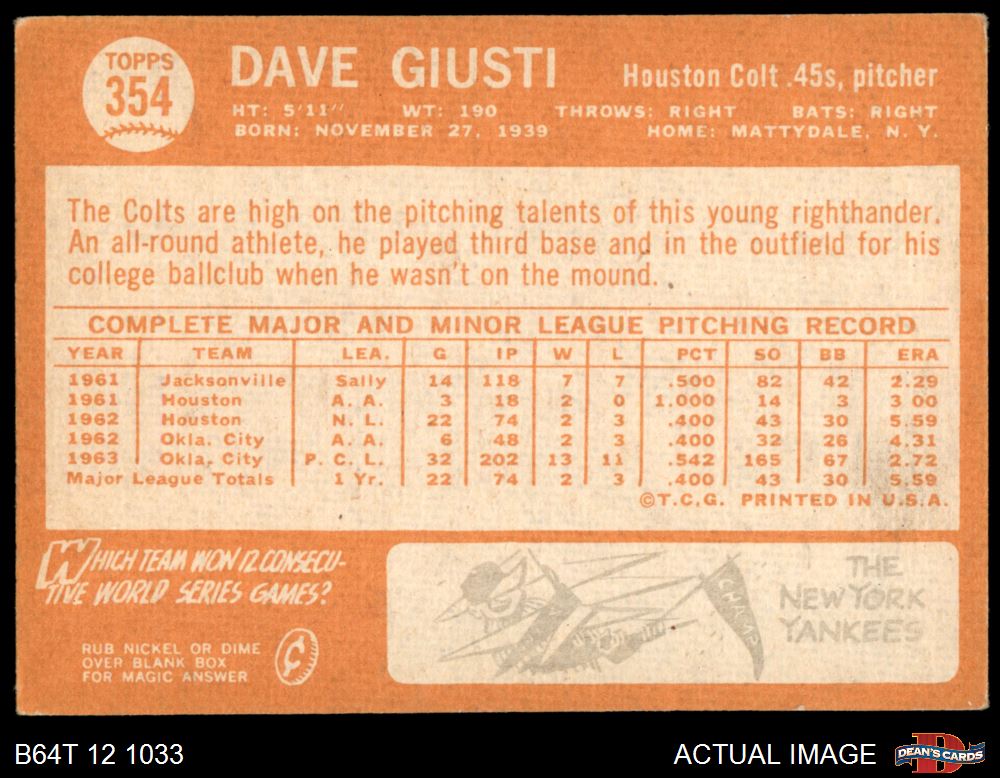 TOPPS
354
DAVE GIUSTI
Houston Colt .45s, pitcher
HT: 5'11" WT: 190 THROWS: RIGHT BATS: RIGHT
BORN: NOVEMBER 27, 1939 HOME: MATTYDALE, N. Y.
The Colts are high on the pitching talents of this young righthander.
An all-round athlete, he played third base and in the outfield for his
college ballclub when he wasn't on the mound.
COMPLETE MAJOR AND MINOR LEAGUE PITCHING RECORD
YEAR TEAM LEA. G IP W L PCT SO BB ERA
1961 Jacksonville Sally 14 118 7 7 .500 82 42 2.29
1961 Houston A. A. 3 18 2 0 1.000 14 3 3.00
1962 Houston N. L. 22 74 2 3 .400 43 30 5.59
1962 Okla. City A. A. 6 48 2 3 .400 32 26 4.31
1963 Okla. City P. C. L. 32 202 13 11 .542 165 67 2.72
Major League Totals 1 Yr. 22 74 2 3 .400 43 30 5.59
©T.C.G. PRINTED IN U.S.A.
WHICH TEAM WON 12 CONSECU-
TIVE WORLD SERIES GAMES?
RUB NICKEL OR DIME
OVER BLANK BOX
FOR MAGIC ANSWER
¢
CHAMPS
THE
NEW YORK
YANKEES
B64T 12 1033
ACTUAL IMAGE
D
DEAN'S CARDS